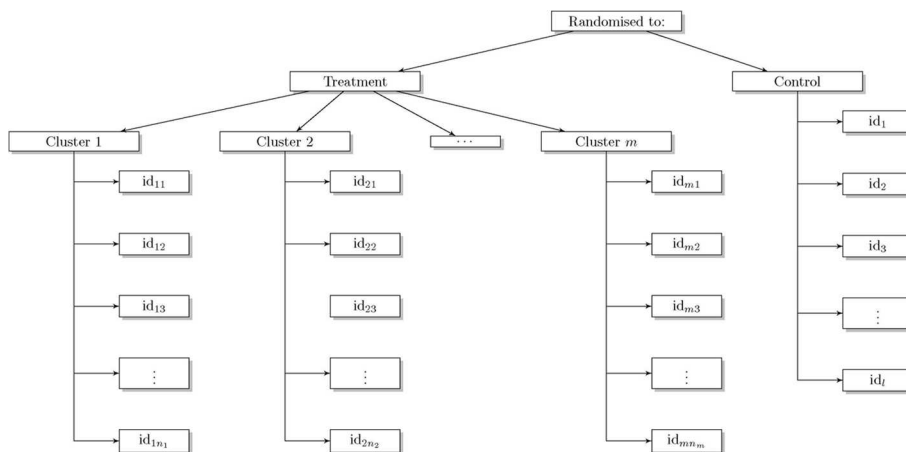 Randomised to:
Treatment
Control
Cluster 1
Cluster 2
...
Cluster m
id₁
id₁₁
id₂₁
idₘ₁
id₂
id₁₂
id₂₂
idₘ₂
id₃
id₁₃
id₂₃
idₘ₃
⋮
⋮
⋮
⋮
idₗ
id₁ₙ₁
id₂ₙ₂
idₘₙₘ